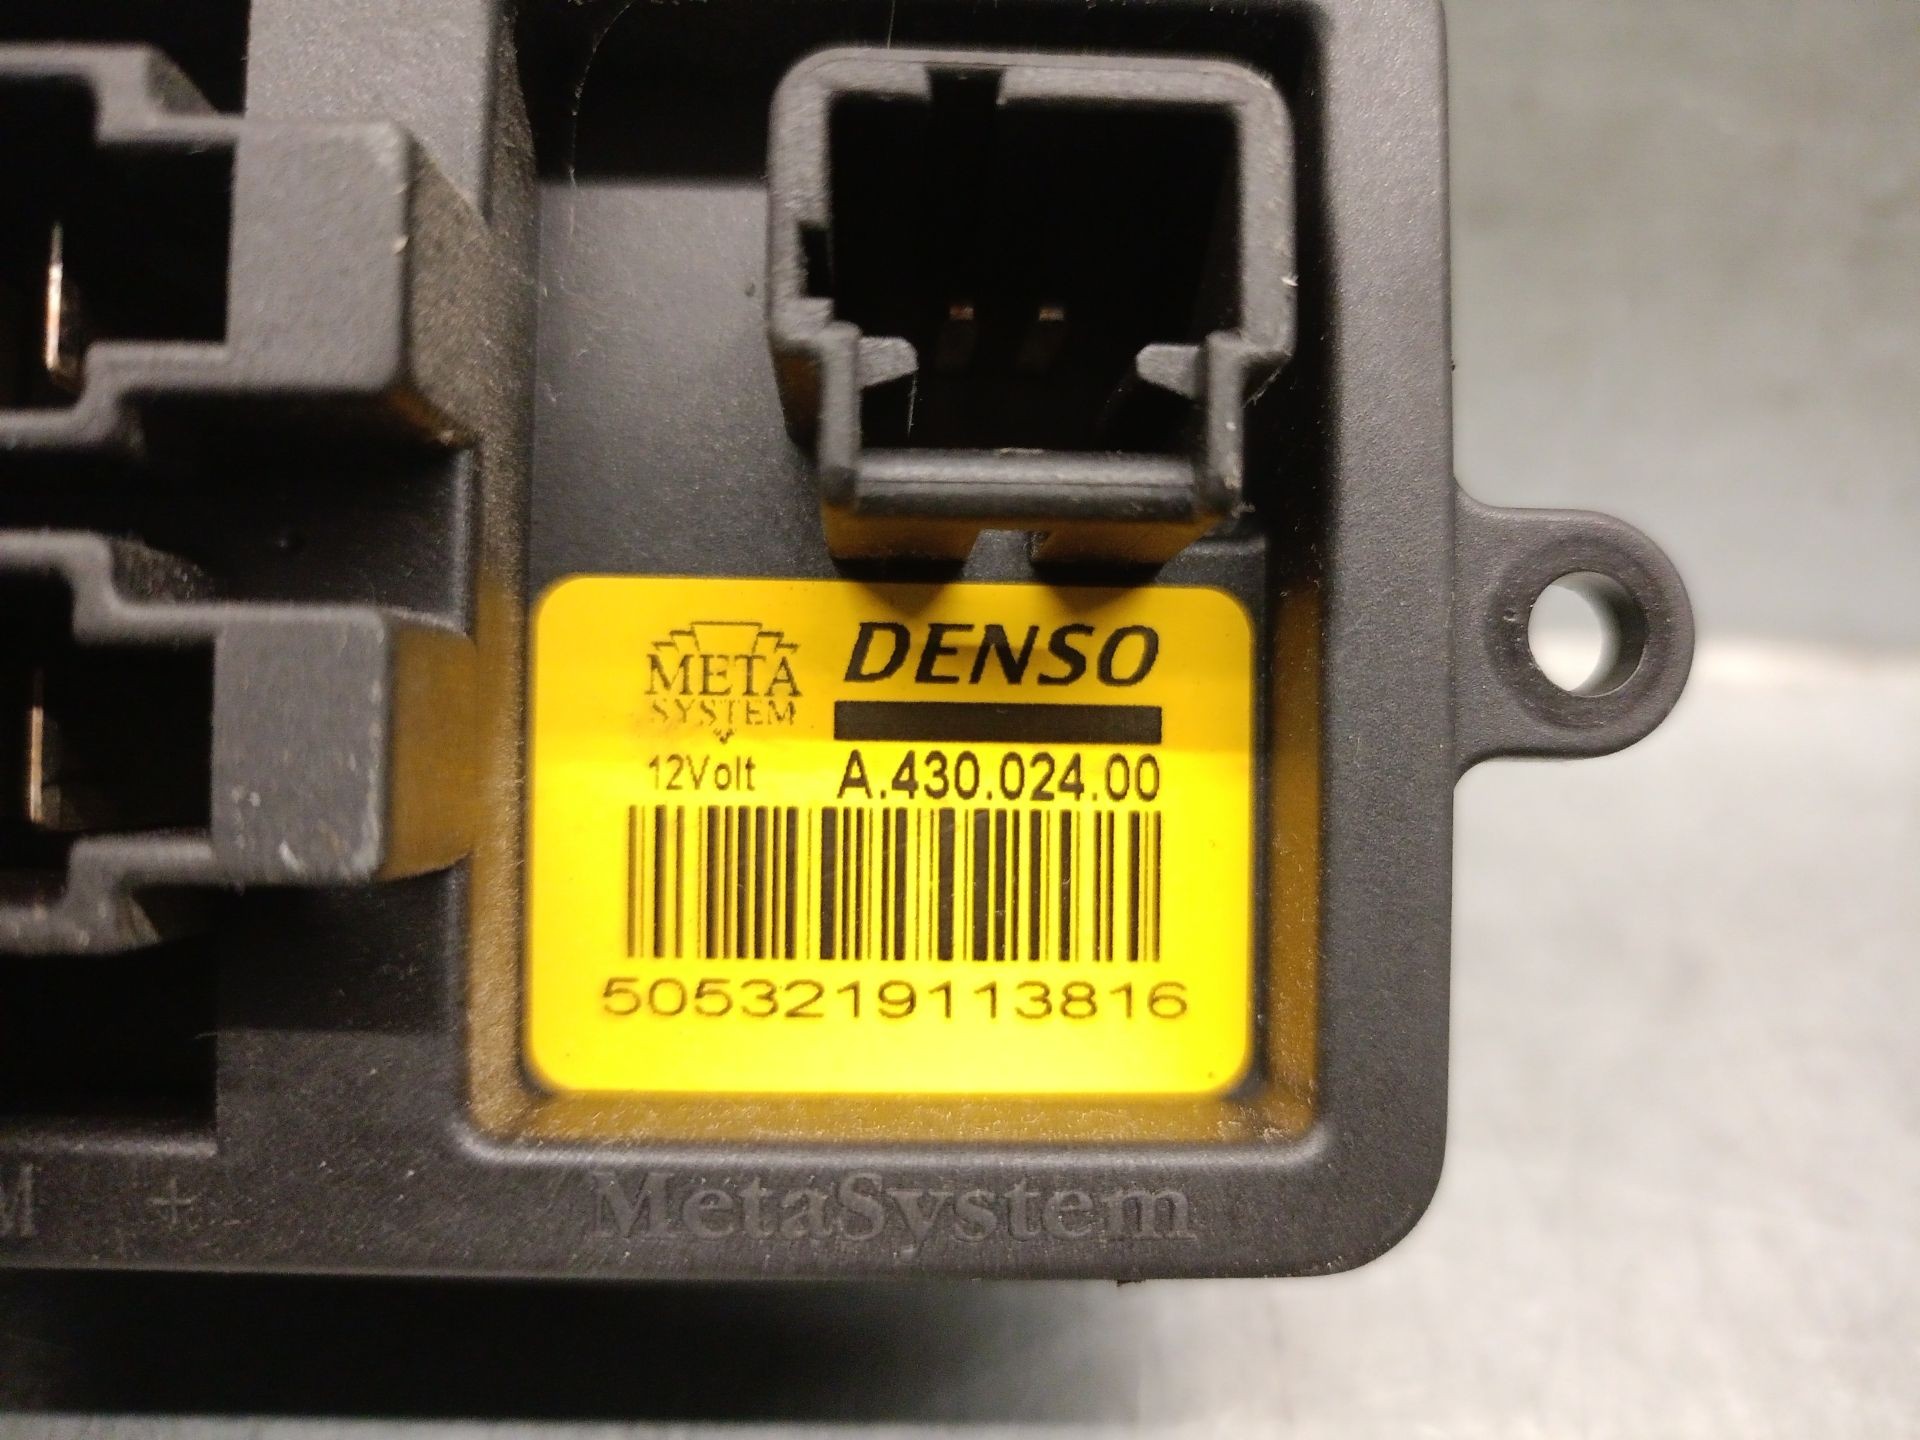 META
SYSTEM
DENSO
12Volt
A.430.024.00
5053219113816
M - +
MetaSystem